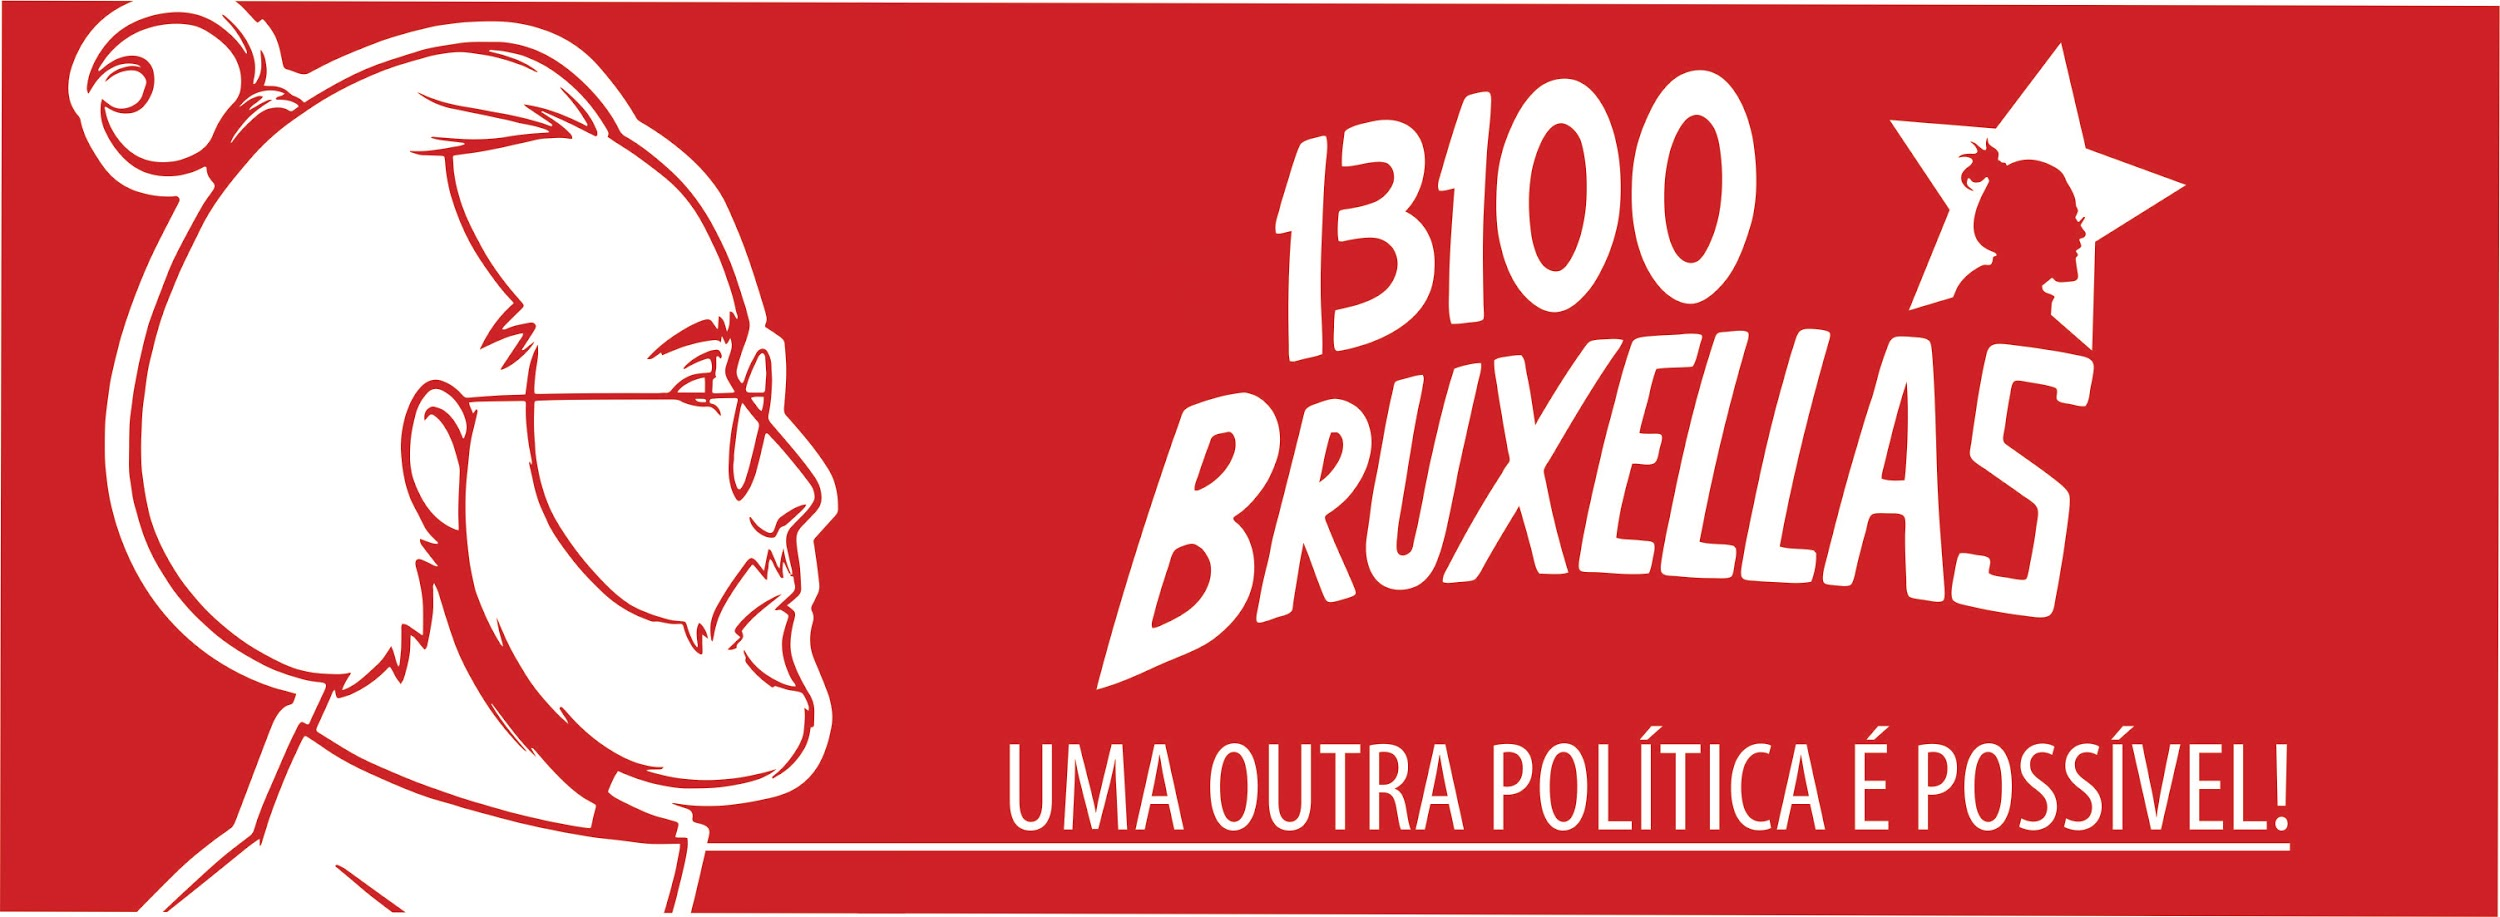 13100
BRUXELLAS
UMA OUTRA POLÍTICA É POSSÍVEL!